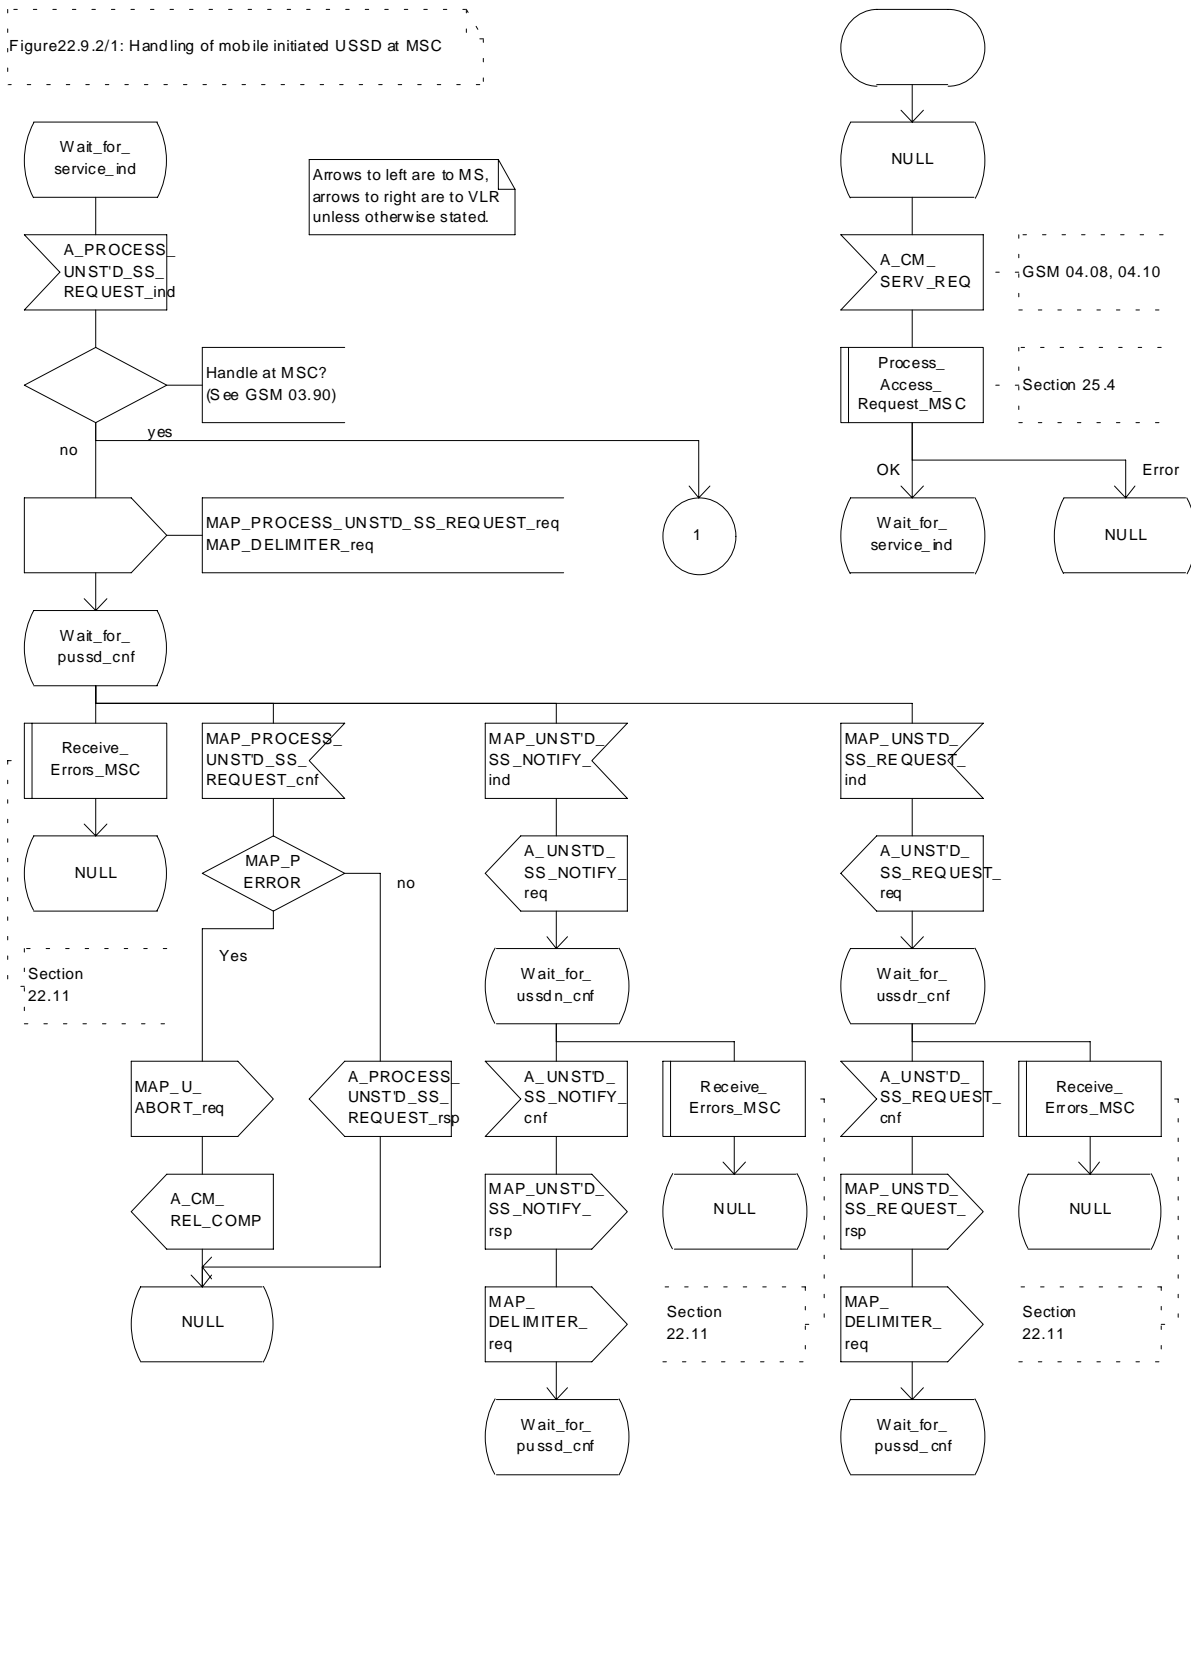 Figure22.9.2/1: Handling of mobile initiated USSD at MSC
Wait_for_
service_ind
Arrows to left are to MS,
arrows to right are to VLR
unless otherwise stated.
NULL
A_PROCESS_
UNST'D_SS_
REQUEST_ind
A_CM_
SERV_REQ
GSM 04.08, 04.10
Handle at MSC?
(See GSM 03.90)
Process_
Access_
Request_MSC
Section 25.4
yes
no
OK
Error
MAP_PROCESS_UNST'D_SS_REQUEST_req
MAP_DELIMITER_req
1
Wait_for_
service_ind
NULL
Wait_for_
pussd_cnf
Receive_
Errors_MSC
MAP_PROCESS_
UNST'D_SS_
REQUEST_cnf
MAP_UNST'D_
SS_NOTIFY_
ind
MAP_UNST'D_
SS_REQUEST_
ind
NULL
MAP_P
ERROR
no
A_UNST'D_
SS_NOTIFY_
req
A_UNST'D_
SS_REQUEST_
req
Yes
Section
22.11
Wait_for_
ussdn_cnf
Wait_for_
ussdr_cnf
MAP_U_
ABORT_req
A_PROCESS_
UNST'D_SS_
REQUEST_rsp
A_UNST'D_
SS_NOTIFY_
cnf
Receive_
Errors_MSC
A_UNST'D_
SS_REQUEST_
cnf
Receive_
Errors_MSC
A_CM_
REL_COMP
MAP_UNST'D_
SS_NOTIFY_
rsp
NULL
MAP_UNST'D_
SS_REQUEST_
rsp
NULL
NULL
MAP_
DELIMITER_
req
Section
22.11
MAP_
DELIMITER_
req
Section
22.11
Wait_for_
pussd_cnf
Wait_for_
pussd_cnf